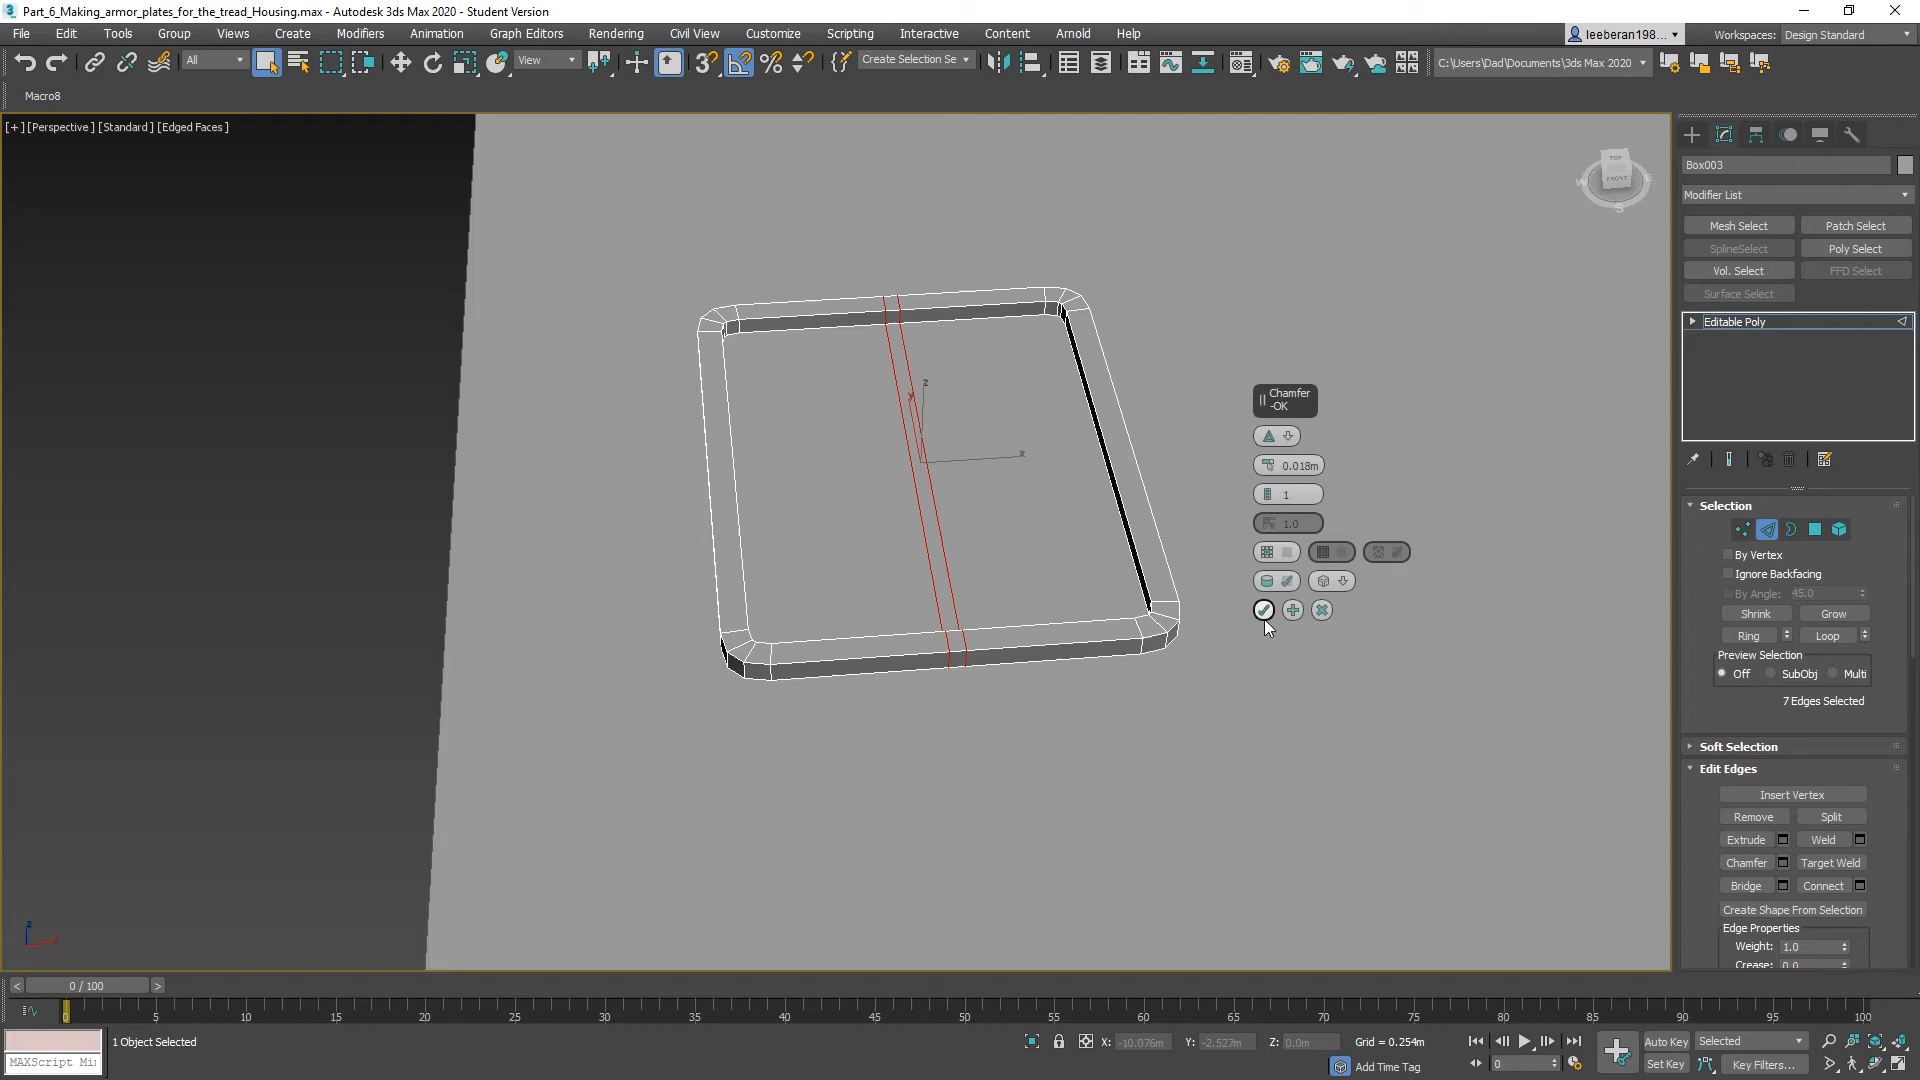 Part_6_Making_armor_plates_for_the_tread_Housing.max - Autodesk 3ds Max 2020 - Student Version
File Edit Tools Group Views Create Modifiers Animation Graph Editors Rendering Civil View Customize Scripting Interactive Content Arnold Help
leeberan198... Workspaces: Design Standard
All View Create Selection Se C:\Users\Dad\Documents\3ds Max 2020
Macro8
[+] [Perspective ] [Standard ] [Edged Faces ]
TOP
FRONT
W S
Box003
Modifier List
Mesh Select Patch Select
SplineSelect Poly Select
Vol. Select FFD Select
Surface Select
Editable Poly
z
y
x
Chamfer
-OK
0.018m
1
1.0
Selection
By Vertex
Ignore Backfacing
By Angle: 45.0
Shrink Grow
Ring Loop
Preview Selection
Off SubObj Multi
7 Edges Selected
Soft Selection
Edit Edges
Insert Vertex
Remove Split
Extrude Weld
Chamfer Target Weld
Bridge Connect
Create Shape From Selection
Edge Properties
Weight: 1.0
Crease: 0.0
z
x
< 0 / 100 >
0 5 10 15 20 25 30 35 40 45 50 55 60 65 70 75 80 85 90 95 100
1 Object Selected
X: -10.076m Y: -2.527m Z: 0.0m Grid = 0.254m
Auto Key Selected
MAXScript Mi
Add Time Tag
0
Set Key Key Filters...